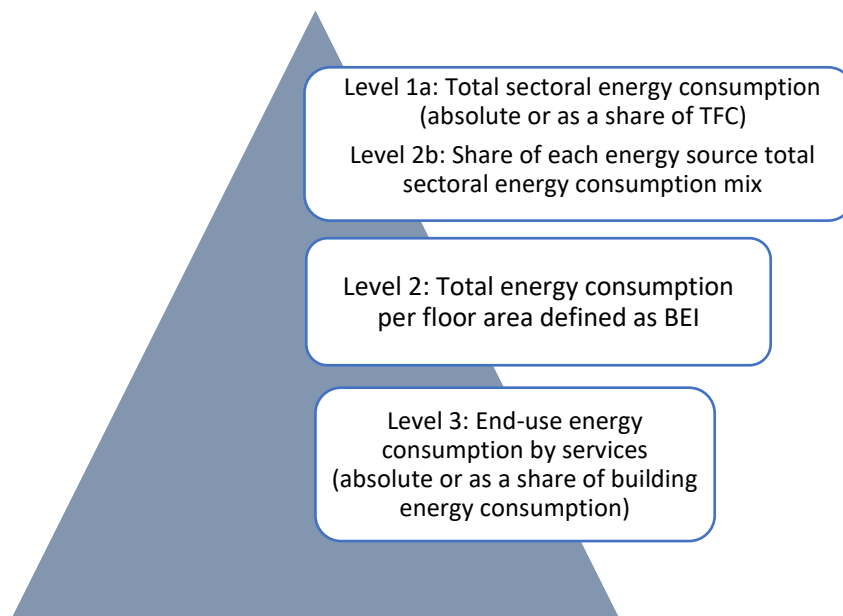 Level 1a: Total sectoral energy consumption
(absolute or as a share of TFC)
Level 2b: Share of each energy source total
sectoral energy consumption mix
Level 2: Total energy consumption
per floor area defined as BEI
Level 3: End-use energy
consumption by services
(absolute or as a share of building
energy consumption)